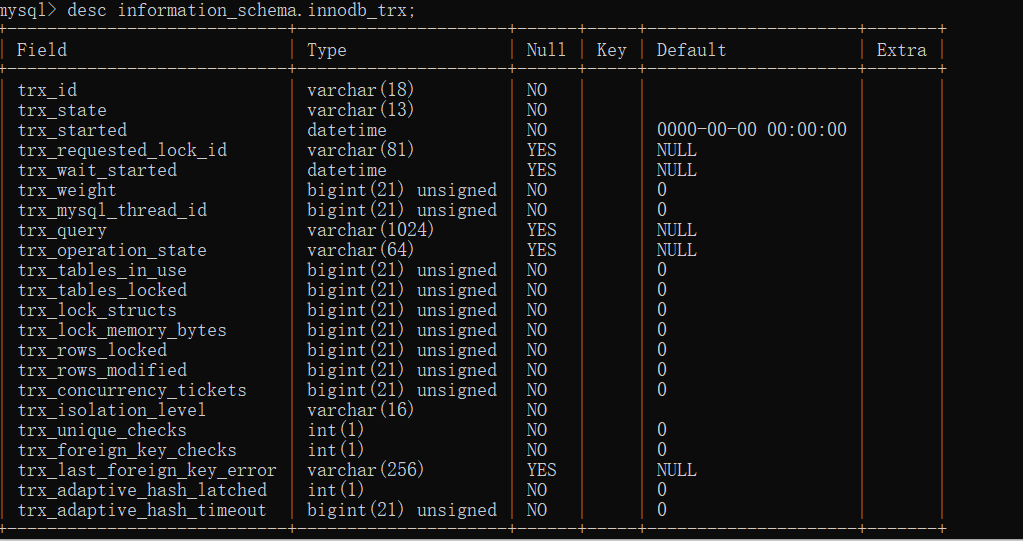 mysql> desc information_schema.innodb_trx;
+----------------------------+---------------------+------+-----+---------------------+-------+
| Field                      | Type                | Null | Key | Default             | Extra |
+----------------------------+---------------------+------+-----+---------------------+-------+
| trx_id                     | varchar(18)         | NO   |     |                     |       |
| trx_state                  | varchar(13)         | NO   |     |                     |       |
| trx_started                | datetime            | NO   |     | 0000-00-00 00:00:00 |       |
| trx_requested_lock_id      | varchar(81)         | YES  |     | NULL                |       |
| trx_wait_started           | datetime            | YES  |     | NULL                |       |
| trx_weight                 | bigint(21) unsigned | NO   |     | 0                   |       |
| trx_mysql_thread_id        | bigint(21) unsigned | NO   |     | 0                   |       |
| trx_query                  | varchar(1024)       | YES  |     | NULL                |       |
| trx_operation_state        | varchar(64)         | YES  |     | NULL                |       |
| trx_tables_in_use          | bigint(21) unsigned | NO   |     | 0                   |       |
| trx_tables_locked          | bigint(21) unsigned | NO   |     | 0                   |       |
| trx_lock_structs           | bigint(21) unsigned | NO   |     | 0                   |       |
| trx_lock_memory_bytes      | bigint(21) unsigned | NO   |     | 0                   |       |
| trx_rows_locked            | bigint(21) unsigned | NO   |     | 0                   |       |
| trx_rows_modified          | bigint(21) unsigned | NO   |     | 0                   |       |
| trx_concurrency_tickets    | bigint(21) unsigned | NO   |     | 0                   |       |
| trx_isolation_level        | varchar(16)         | NO   |     |                     |       |
| trx_unique_checks          | int(1)              | NO   |     | 0                   |       |
| trx_foreign_key_checks     | int(1)              | NO   |     | 0                   |       |
| trx_last_foreign_key_error | varchar(256)        | YES  |     | NULL                |       |
| trx_adaptive_hash_latched  | int(1)              | NO   |     | 0                   |       |
| trx_adaptive_hash_timeout  | bigint(21) unsigned | NO   |     | 0                   |       |
+----------------------------+---------------------+------+-----+---------------------+-------+